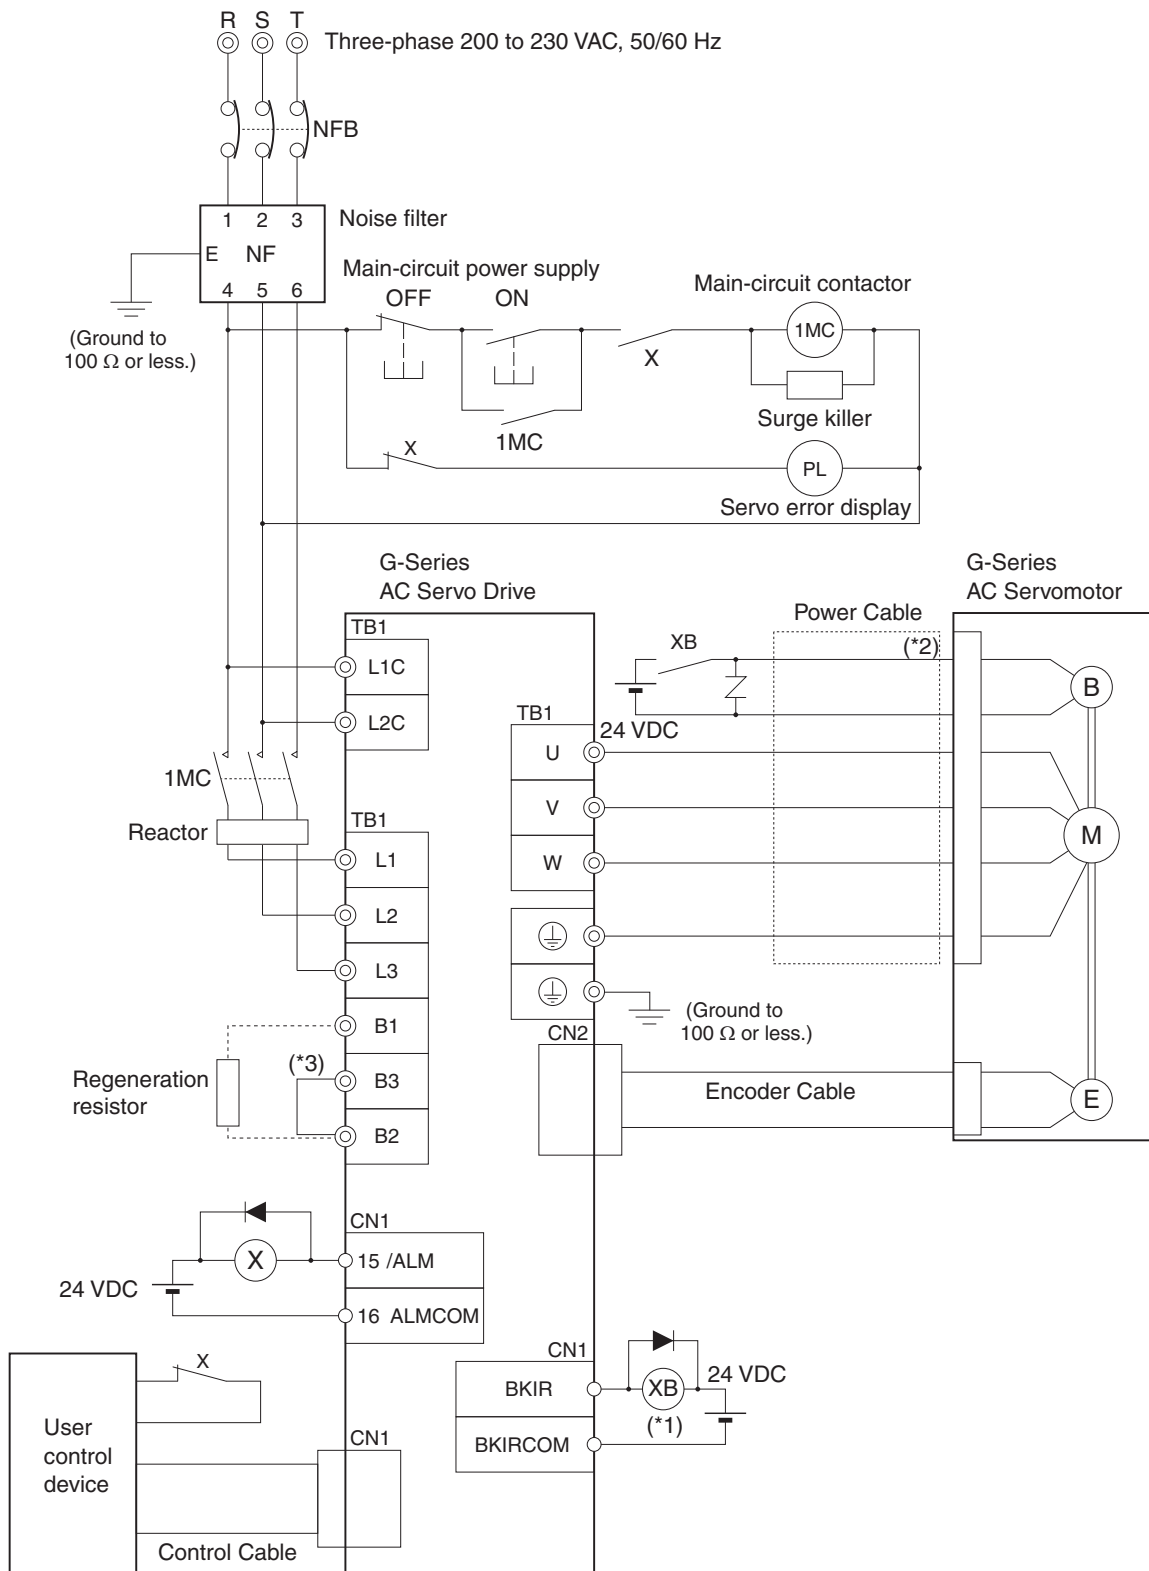 R S T
Three-phase 200 to 230 VAC, 50/60 Hz
NFB
1 2 3
Noise filter
E NF
4 5 6
(Ground to
100 Ω or less.)
Main-circuit power supply
OFF ON
Main-circuit contactor
1MC
X
1MC
Surge killer
X
PL
Servo error display
G-Series
AC Servo Drive
G-Series
AC Servomotor
TB1
L1C
L2C
XB
Power Cable
(*2)
B
24 VDC
TB1
U
V
W
M
1MC
Reactor
TB1
L1
L2
L3
B1
B3
B2
(*3)
Regeneration
resistor
(Ground to
100 Ω or less.)
CN2
Encoder Cable
E
CN1
X
15 /ALM
24 VDC
16 ALMCOM
CN1
BKIR
XB
24 VDC
(*1)
BKIRCOM
X
User
control
device
CN1
Control Cable